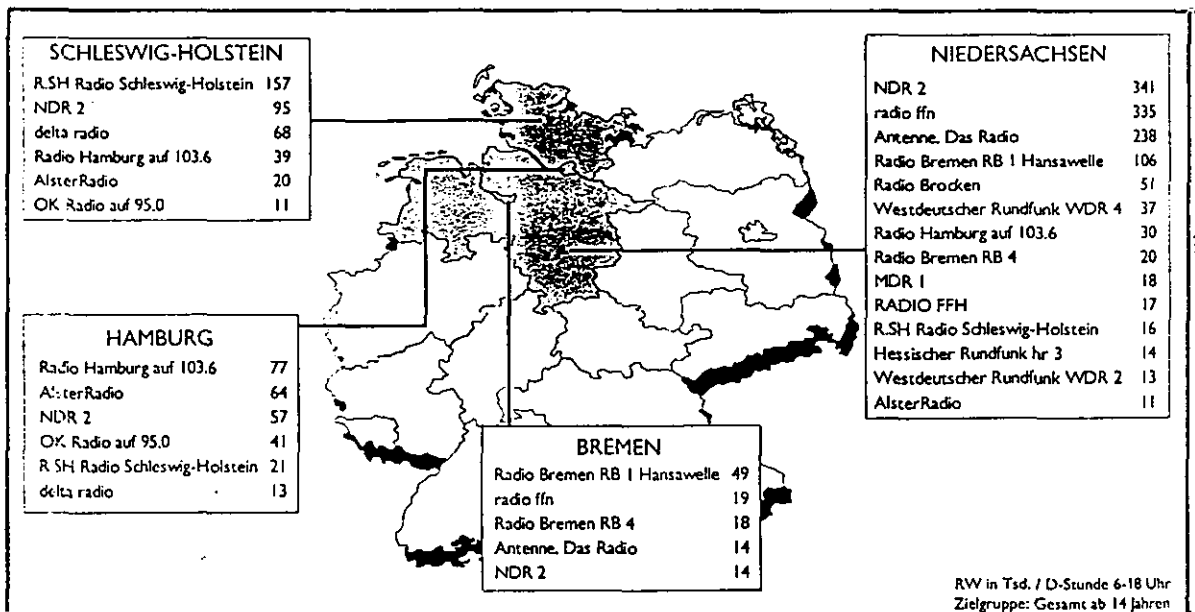 SCHLESWIG-HOLSTEIN
R.SH Radio Schleswig-Holstein 157
NDR 2 95
delta radio 68
Radio Hamburg auf 103.6 39
AlsterRadio 20
OK Radio auf 95.0 11
NIEDERSACHSEN
NDR 2 341
radio ffn 335
Antenne. Das Radio 238
Radio Bremen RB 1 Hansawelle 106
Radio Brocken 51
Westdeutscher Rundfunk WDR 4 37
Radio Hamburg auf 103.6 30
Radio Bremen RB 4 20
MDR 1 18
RADIO FFH 17
R.SH Radio Schleswig-Holstein 16
Hessischer Rundfunk hr 3 14
Westdeutscher Rundfunk WDR 2 13
AlsterRadio 11
HAMBURG
Radio Hamburg auf 103.6 77
AlsterRadio 64
NDR 2 57
OK Radio auf 95.0 41
R.SH Radio Schleswig-Holstein 21
delta radio 13
BREMEN
Radio Bremen RB 1 Hansawelle 49
radio ffn 19
Radio Bremen RB 4 18
Antenne. Das Radio 14
NDR 2 14
RW in Tsd. / D-Stunde 6-18 Uhr
Zielgruppe: Gesamt ab 14 Jahren